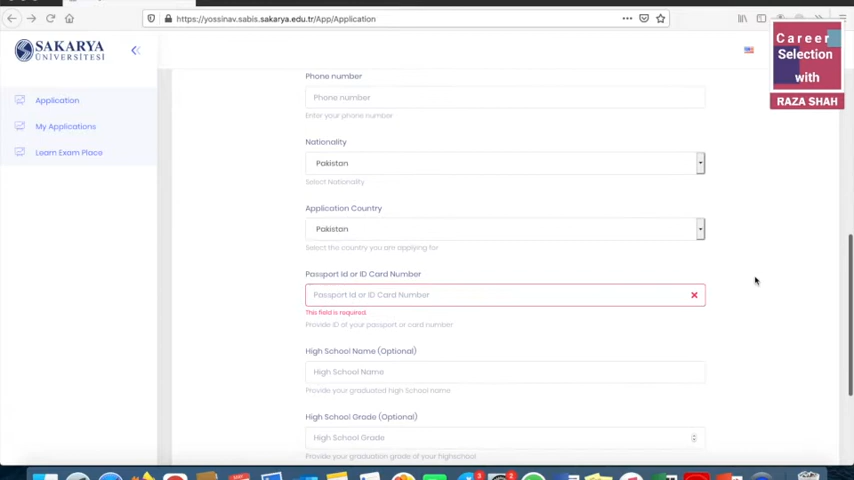 https://yossinav.sabis.sakarya.edu.tr/App/Application
SAKARYA
ÜNİVERSİTESİ
Career
Selection
with
RAZA SHAH
Application
My Applications
Learn Exam Place
Phone number
Phone number
Enter your phone number
Nationality
Pakistan
Select Nationality
Application Country
Pakistan
Select the country you are applying for
Passport Id or ID Card Number
Passport Id or ID Card Number
This field is required.
Provide ID of your passport or card number.
High School Name (Optional)
High School Name
Provide your graduated high School name
High School Grade (Optional)
High School Grade
Provide your graduation grade of your highschool
3
2